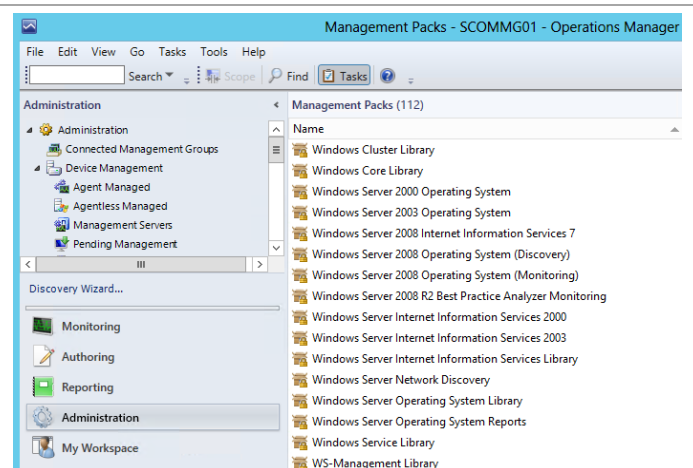 Management Packs - SCOMMG01 - Operations Manager
File Edit View Go Tasks Tools Help
Search Scope Find Tasks
Administration
Administration
Connected Management Groups
Device Management
Agent Managed
Agentless Managed
Management Servers
Pending Management
Discovery Wizard...
Monitoring
Authoring
Reporting
Administration
My Workspace
Management Packs (112)
Name
Windows Cluster Library
Windows Core Library
Windows Server 2000 Operating System
Windows Server 2003 Operating System
Windows Server 2008 Internet Information Services 7
Windows Server 2008 Operating System (Discovery)
Windows Server 2008 Operating System (Monitoring)
Windows Server 2008 R2 Best Practice Analyzer Monitoring
Windows Server Internet Information Services 2000
Windows Server Internet Information Services 2003
Windows Server Internet Information Services Library
Windows Server Network Discovery
Windows Server Operating System Library
Windows Server Operating System Reports
Windows Service Library
WS-Management Library